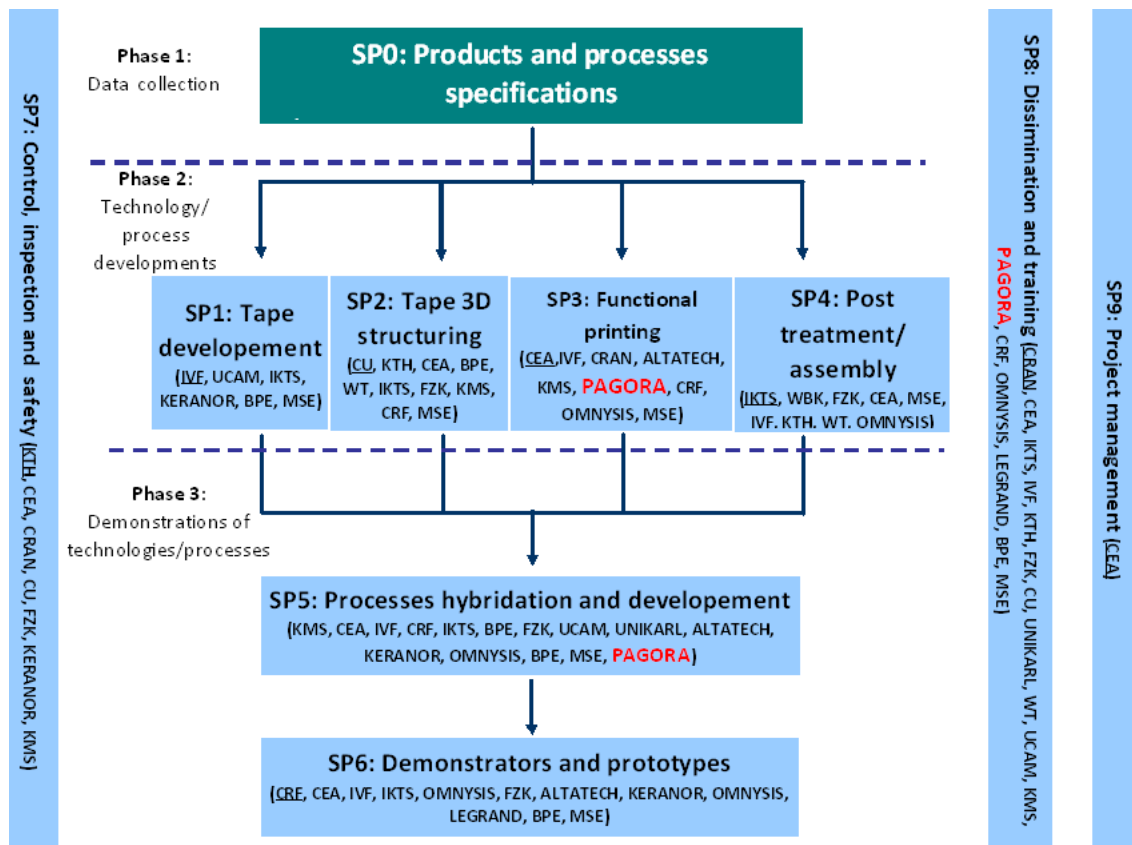 SP7: Control, inspection and safety (KTH, CEA, CRAN, CU, FZK, KERANOR, KMS)
Phase 1:
Data collection
SP0: Products and processes
specifications
Phase 2:
Technology/
process
developments
SP1: Tape
developement
(IVF, UCAM, IKTS,
KERANOR, BPE, MSE)
SP2: Tape 3D
structuring
(CU, KTH, CEA, BPE,
WT, IKTS, FZK, KMS,
CRF, MSE)
SP3: Functional
printing
(CEA,IVF, CRAN, ALTATECH,
KMS, PAGORA, CRF,
OMNYSIS, MSE)
SP4: Post
treatment/
assembly
(IKTS, WBK, FZK, CEA, MSE,
IVF, KTH, WT, OMNYSIS)
Phase 3:
Demonstrations of
technologies/processes
SP5: Processes hybridation and developement
(KMS, CEA, IVF, CRF, IKTS, BPE, FZK, UCAM, UNIKARL, ALTATECH,
KERANOR, OMNYSIS, BPE, MSE, PAGORA)
SP6: Demonstrators and prototypes
(CRF, CEA, IVF, IKTS, OMNYSIS, FZK, ALTATECH, KERANOR, OMNYSIS,
LEGRAND, BPE, MSE)
SP8: Dissimination and training (CRAN, CEA, IKTS, IVF, KTH, FZK, CU, UNIKARL, WT, UCAM, KMS,
PAGORA, CRF, OMNYSIS, LEGRAND, BPE, MSE)
SP9: Project management (CEA)